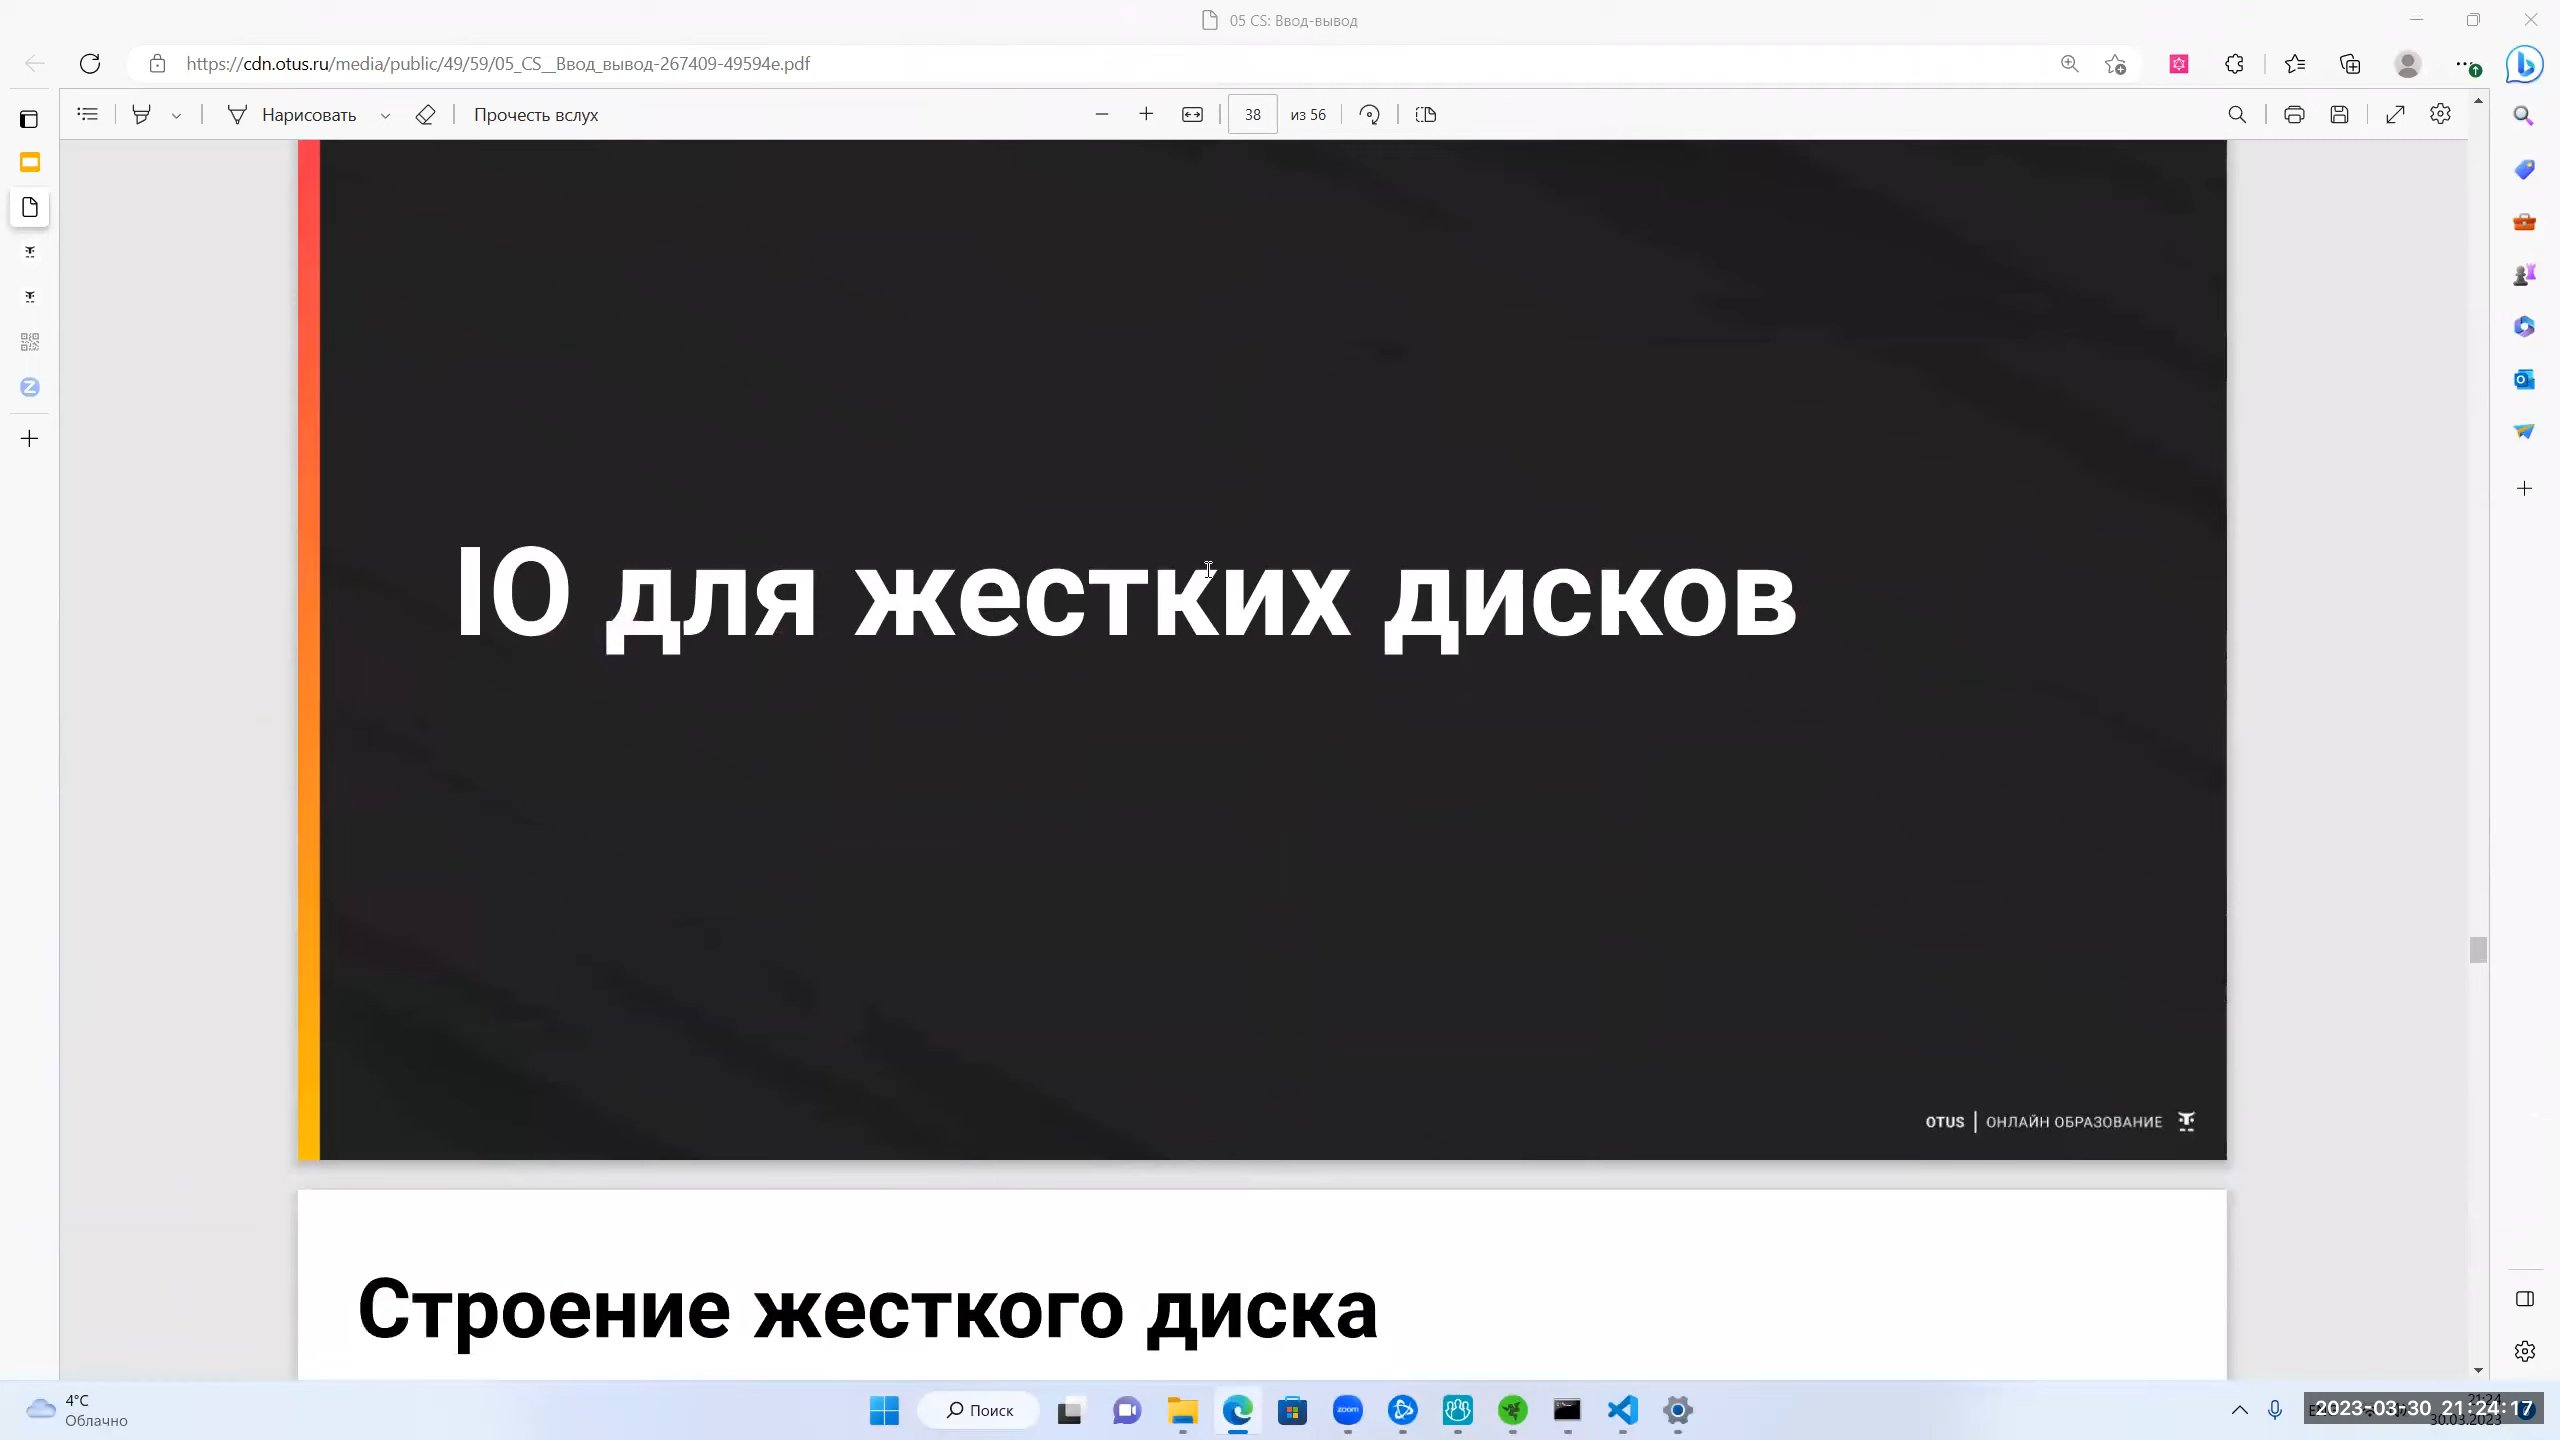 05 CS: Ввод-вывод
https://cdn.otus.ru/media/public/49/59/05_CS__Ввод_вывод-267409-49594e.pdf
Нарисовать
Прочесть вслух
38
из 56
IO для жестких дисков
OTUS | ОНЛАЙН ОБРАЗОВАНИЕ
Строение жесткого диска
4°C
Облачно
Поиск
zoom
2023-03-30 21:24:17